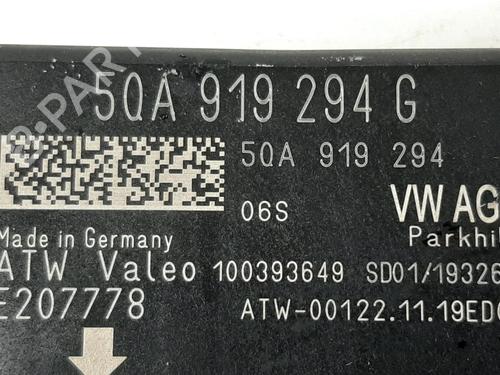 5QA 919 294 G
5QA 919 294
06S VW AG
Made in Germany Parkhil
ATW Valeo 100393649 SD01/19326
E207778 ATW-00122.11.19ED